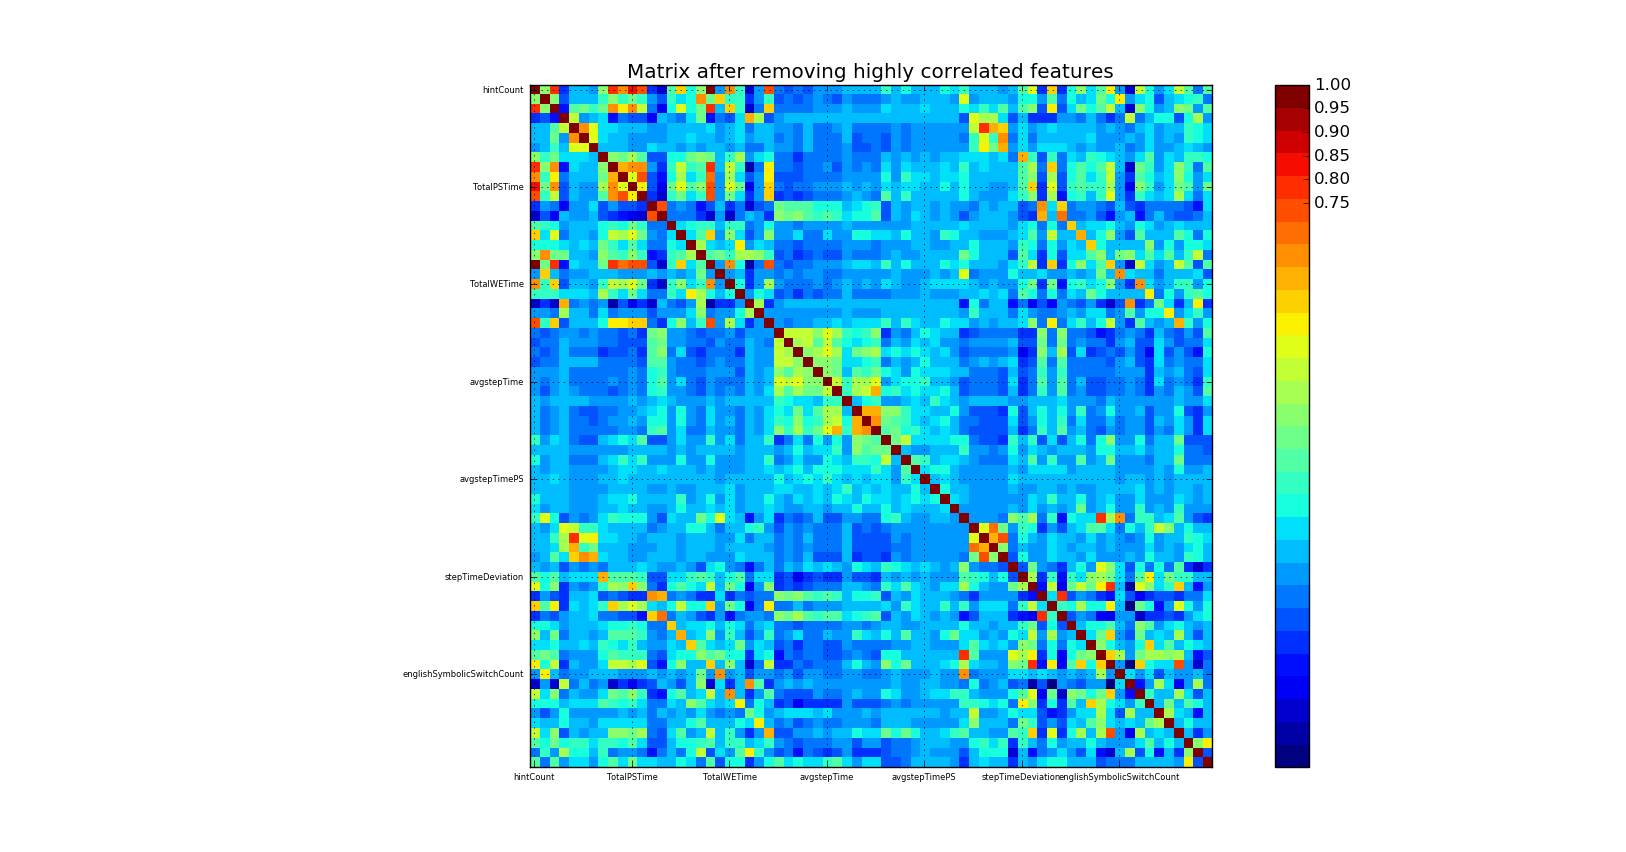 Matrix after removing highly correlated features
hintCount
TotalPSTime
TotalWETime
avgstepTime
avgstepTimePS
stepTimeDeviation
englishSymbolicSwitchCount
hintCount TotalPSTime TotalWETime avgstepTime avgstepTimePS stepTimeDeviation englishSymbolicSwitchCount
1.00
0.95
0.90
0.85
0.80
0.75